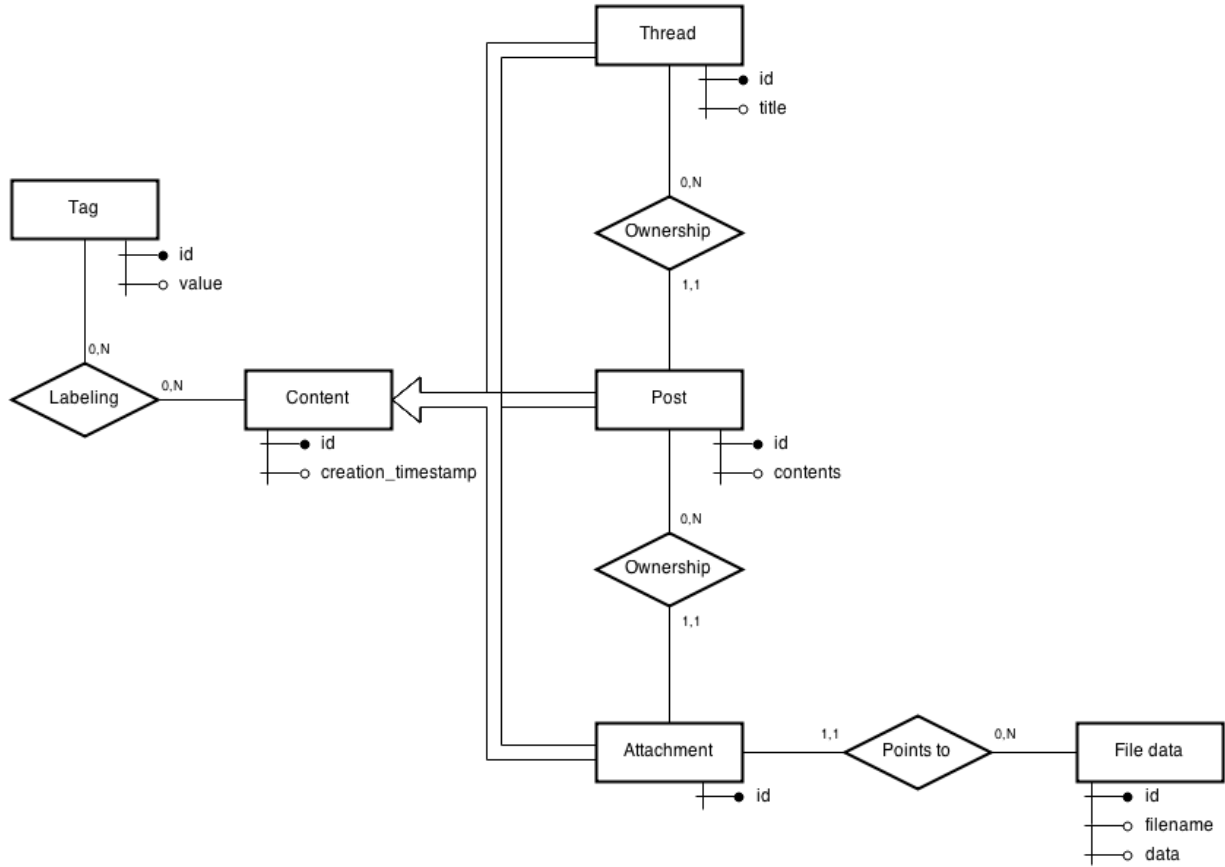 Thread
id
title
0,N
Ownership
1,1
Tag
id
value
0,N
Labeling
0,N
Content
id
creation_timestamp
Post
id
contents
0,N
Ownership
1,1
Attachment
id
1,1
Points to
0,N
File data
id
filename
data